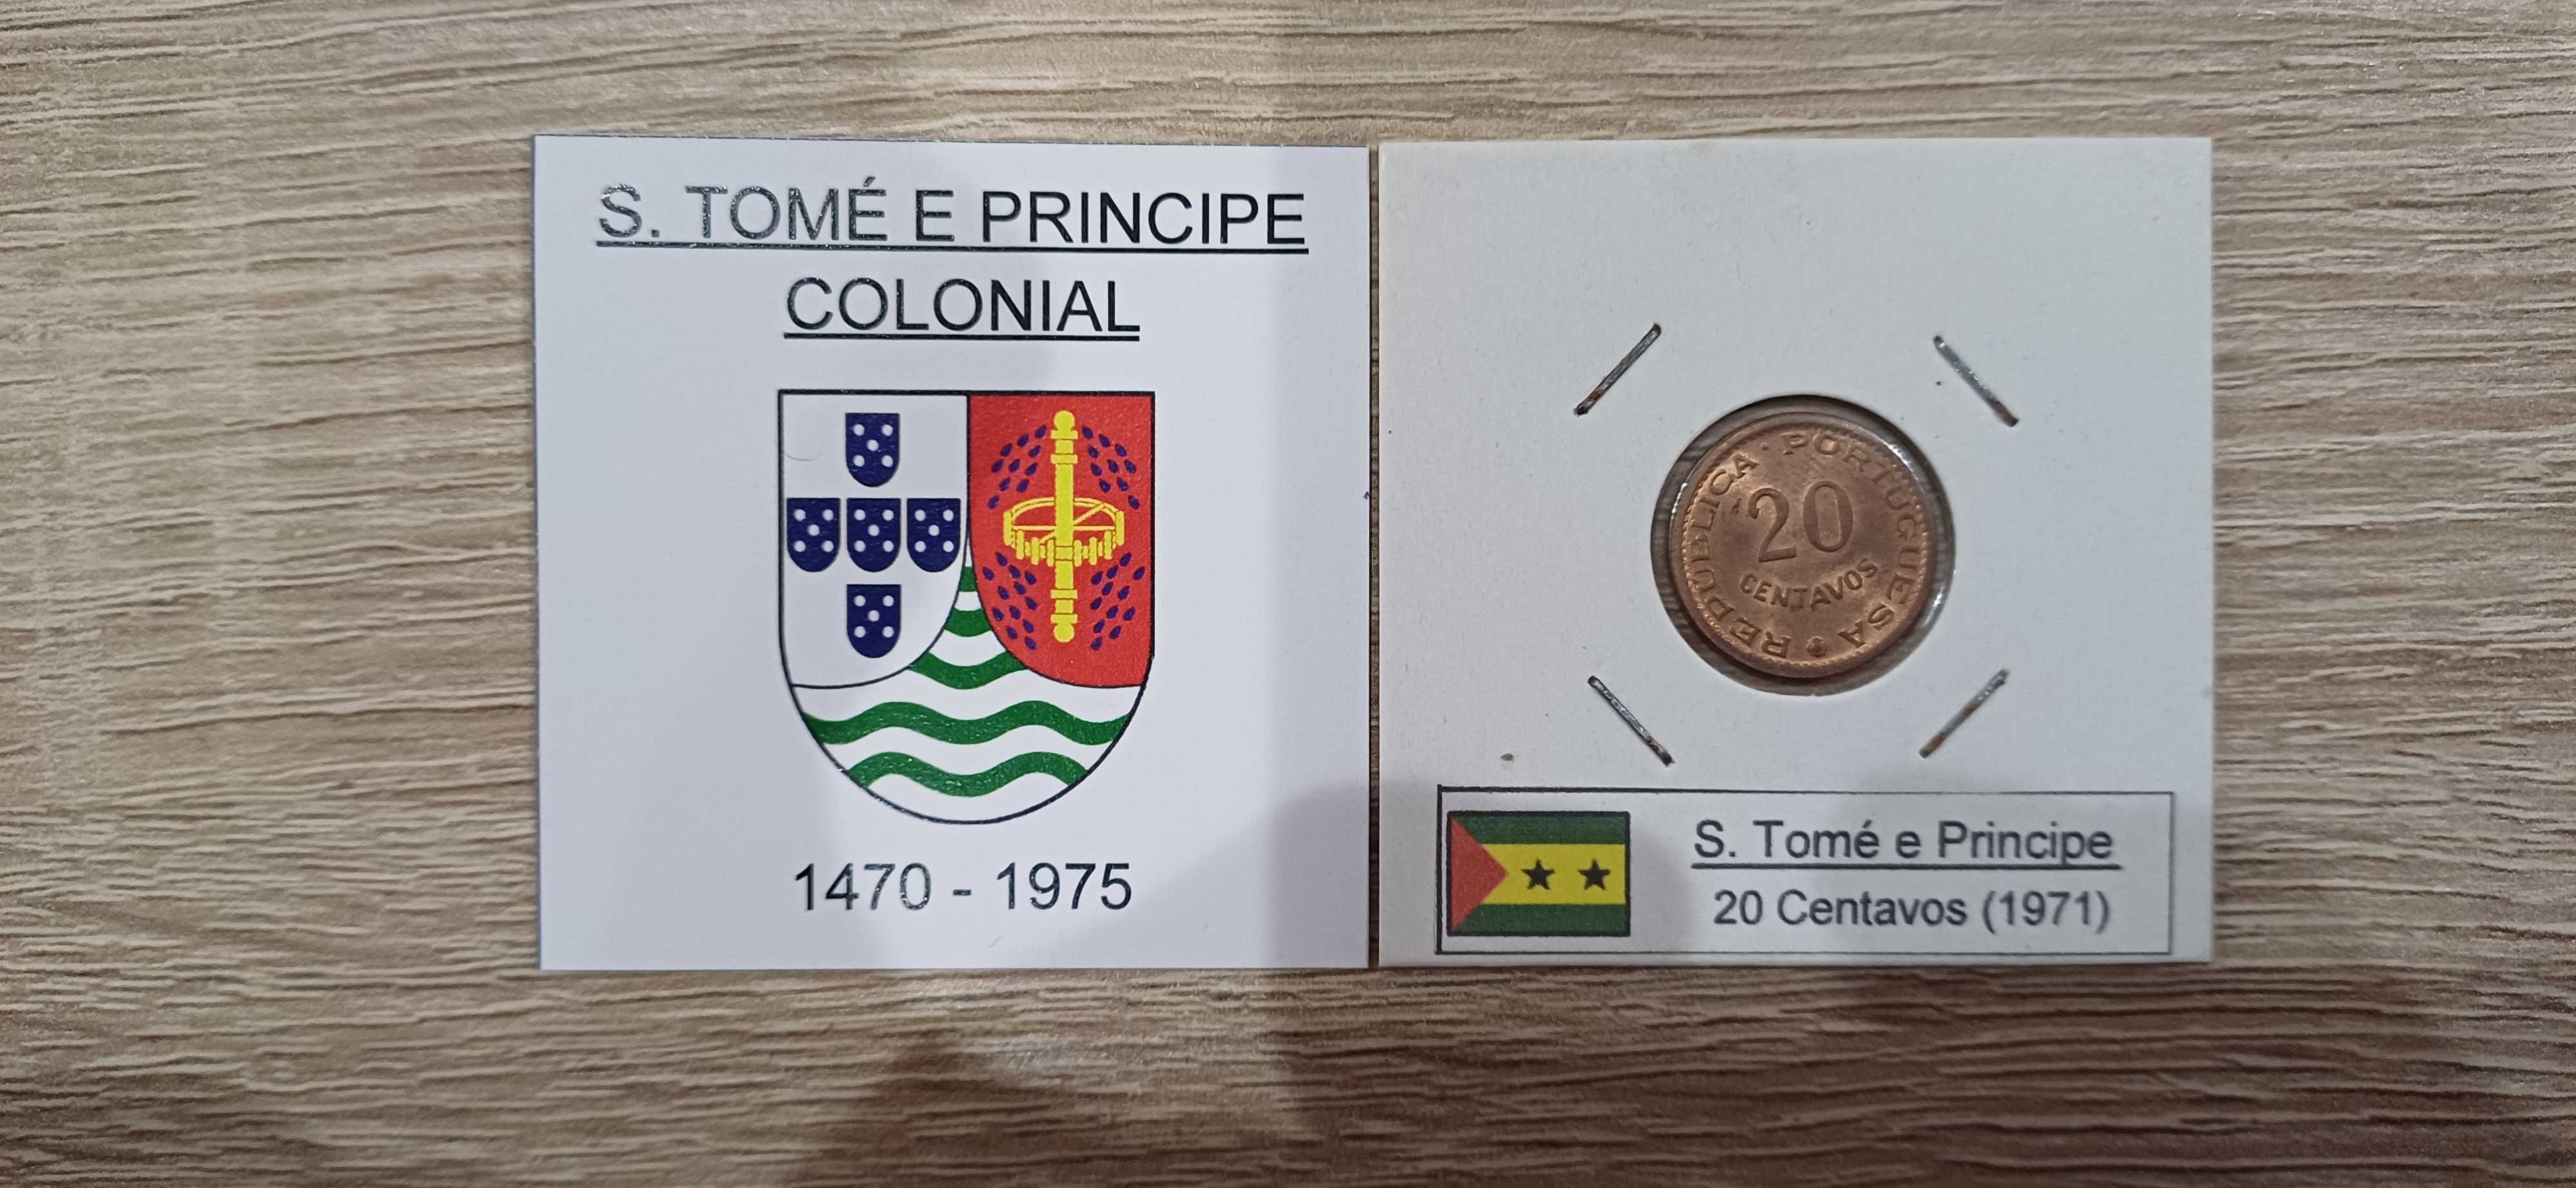 S. TOMÉ E PRINCIPE
COLONIAL
1470 - 1975
REPUBLICA · PORTUGUESA
20
CENTAVOS
S. Tomé e Principe
20 Centavos (1971)